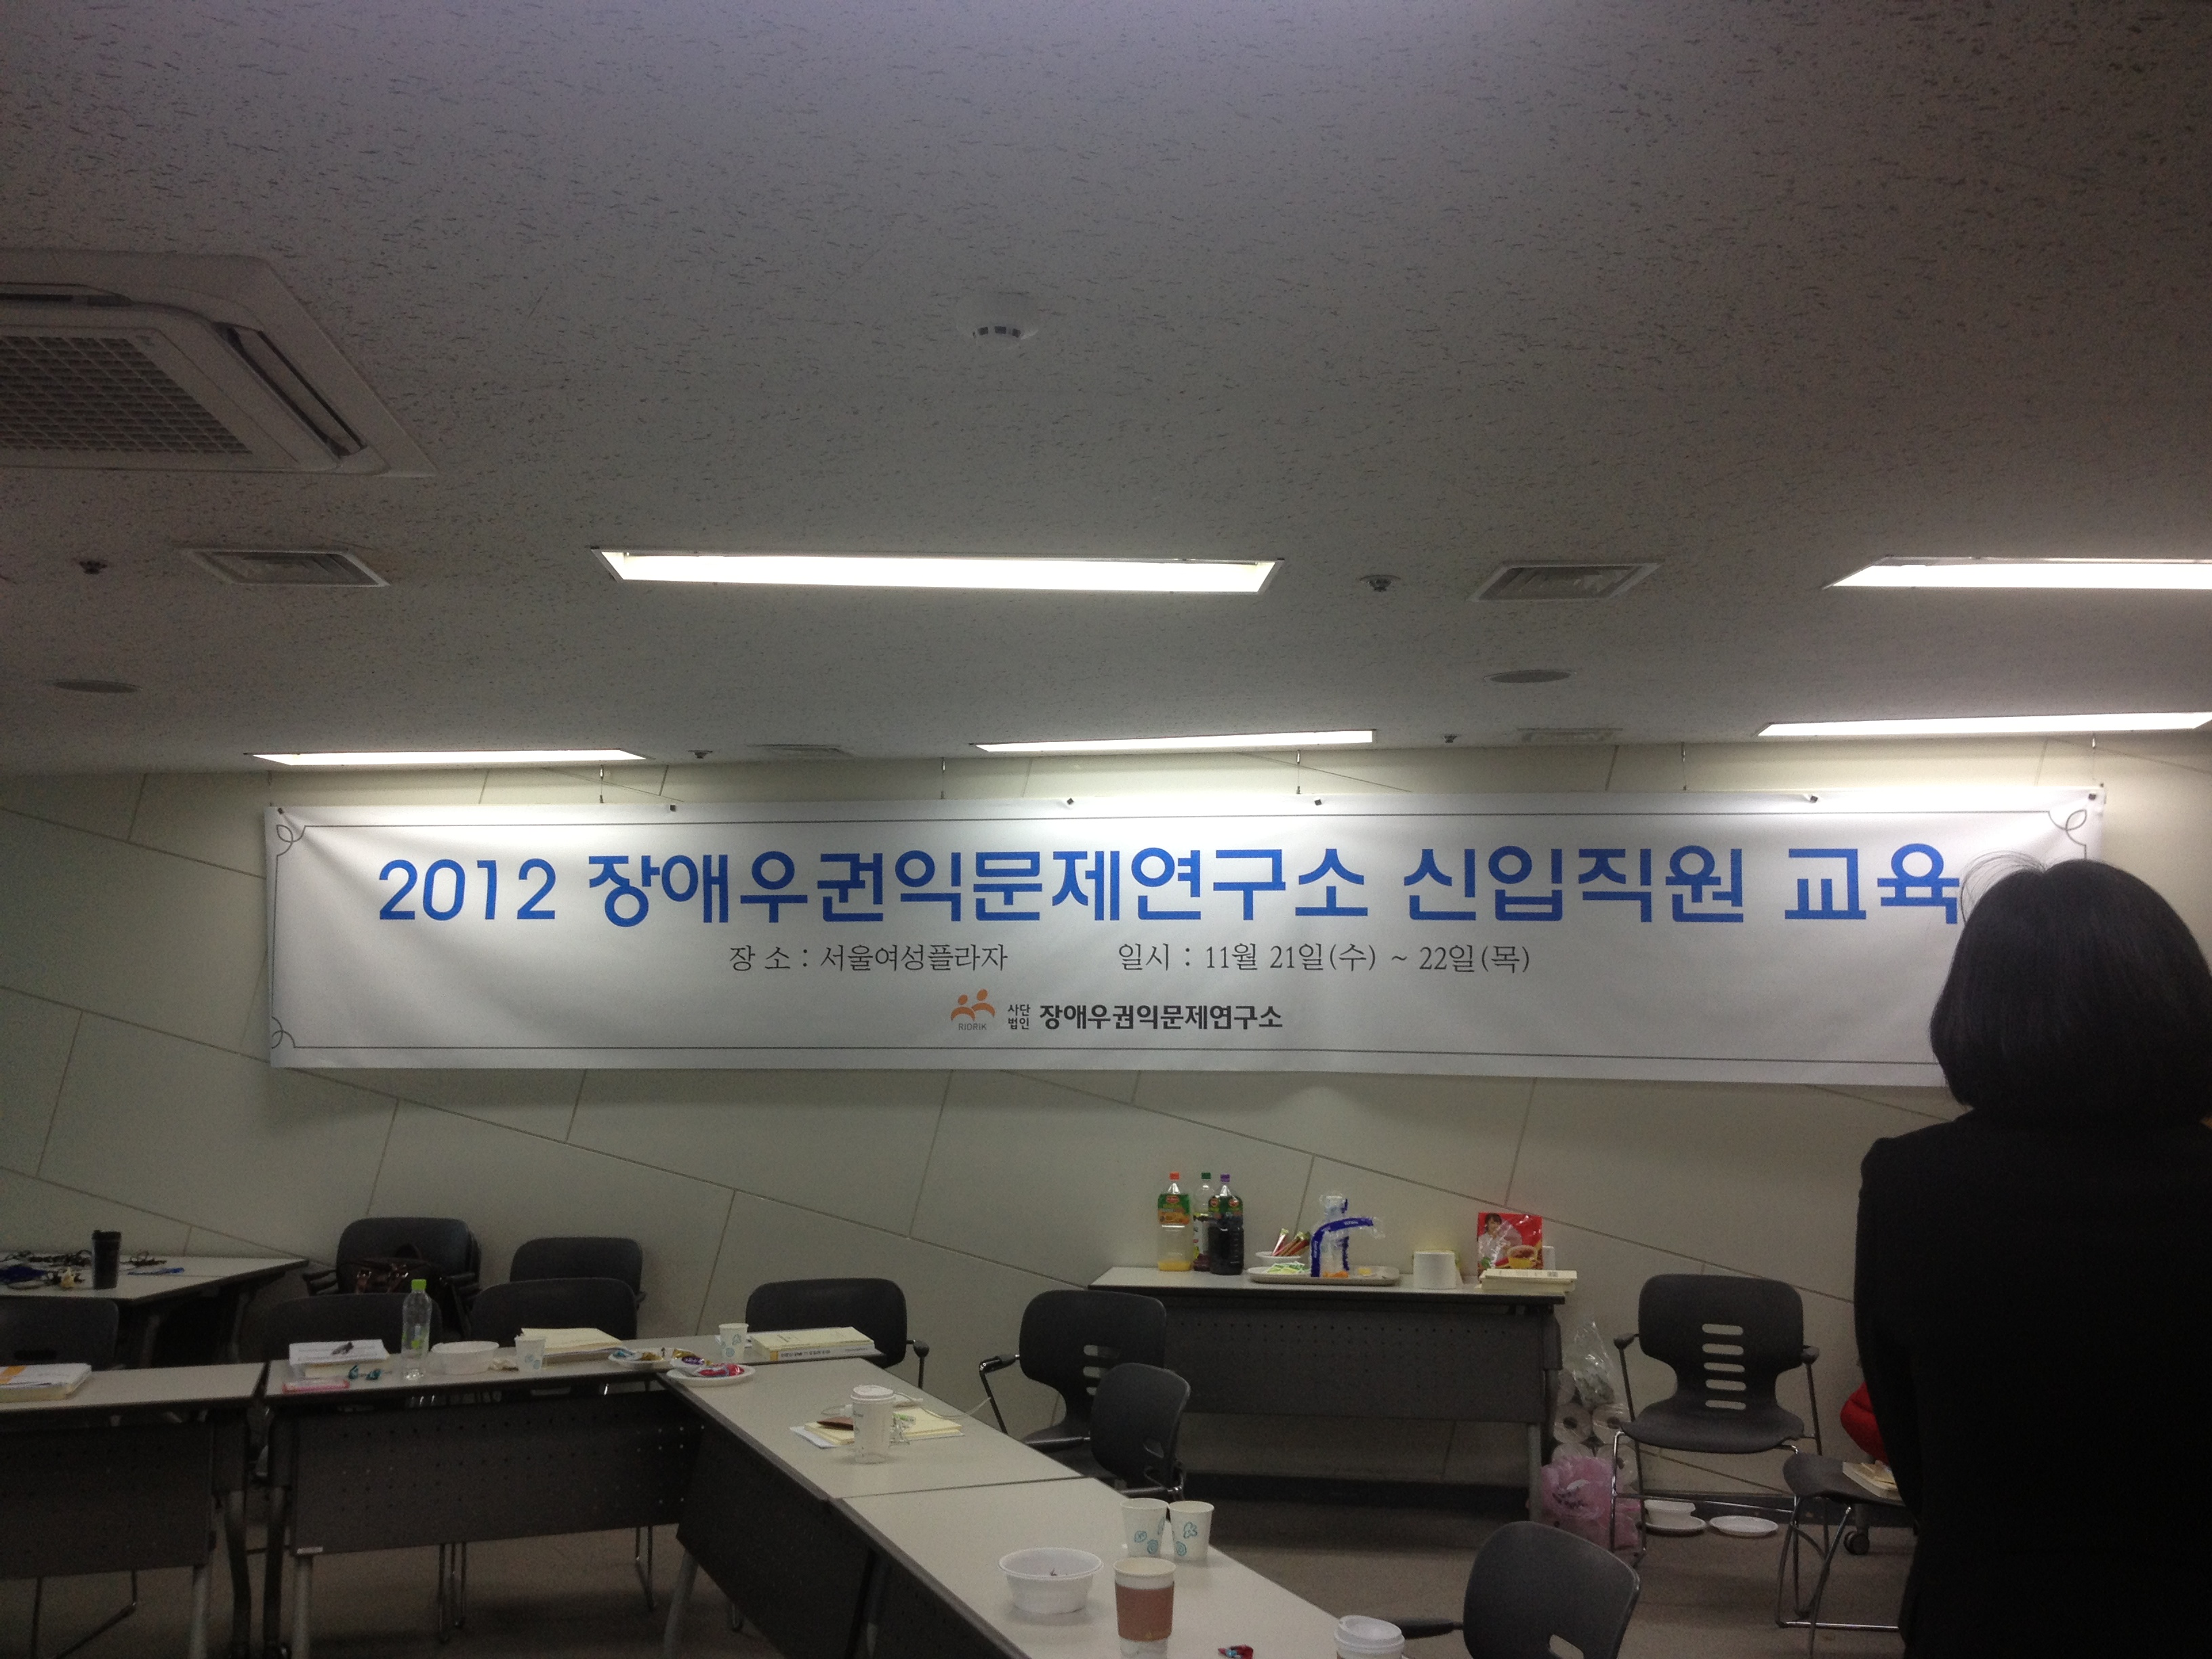 2012 장애우권익문제연구소 신입직원 교육
장 소 : 서울여성플라자 일시 : 11월 21일(수) ~ 22일(목)
RIDRIK 사단법인 장애우권익문제연구소